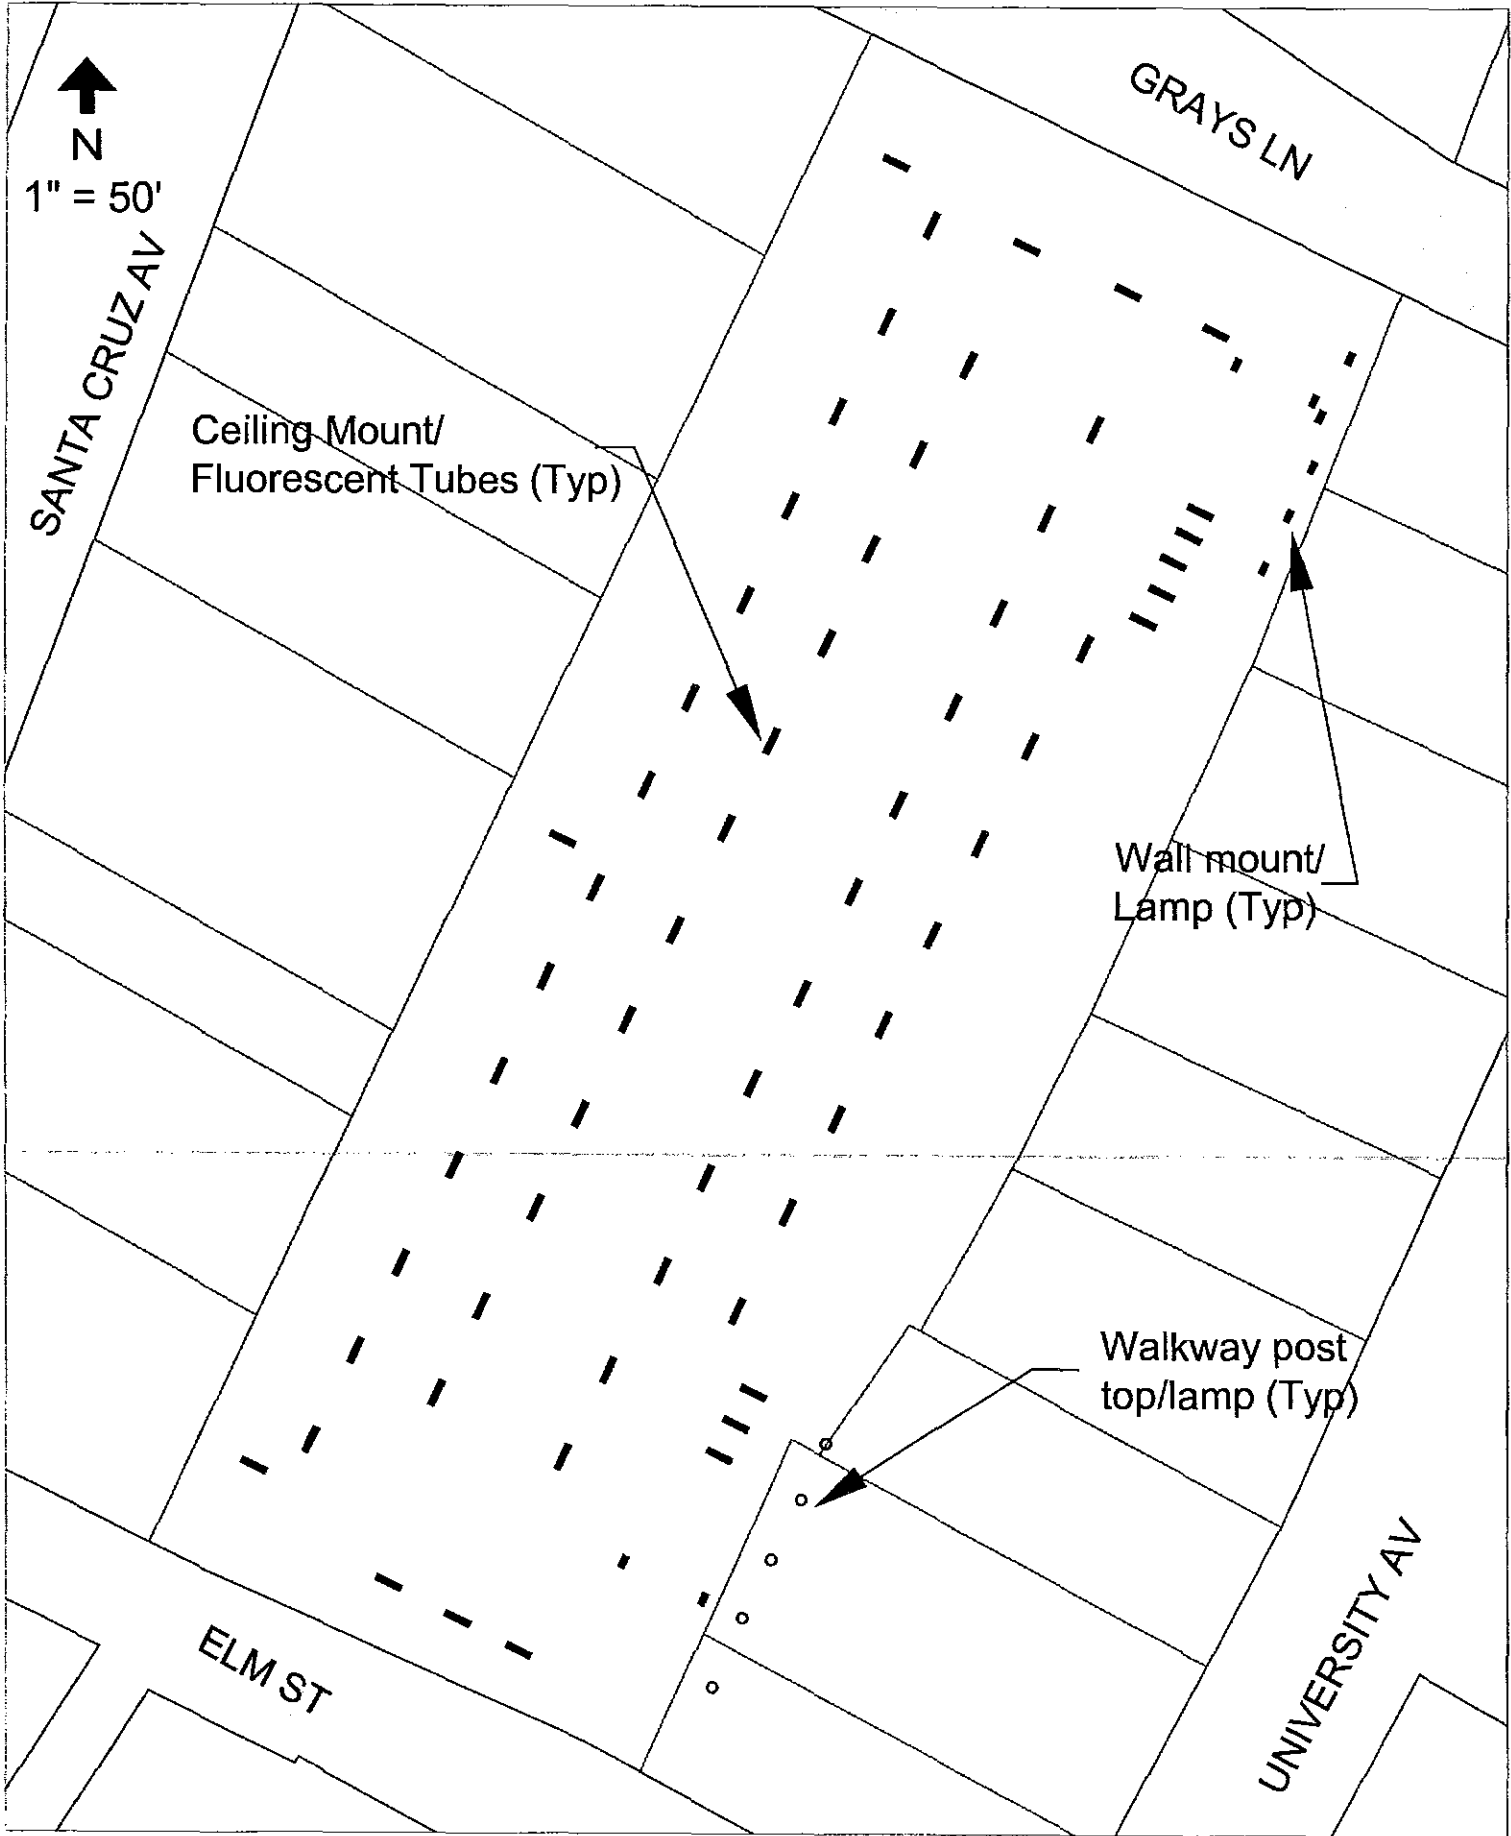 GRAYS LN
N
1" = 50'
SANTA CRUZ AV
Ceiling Mount/
Fluorescent Tubes (Typ)
Wall mount/
Lamp (Typ)
Walkway post
top/lamp (Typ)
ELM ST
UNIVERSITY AV